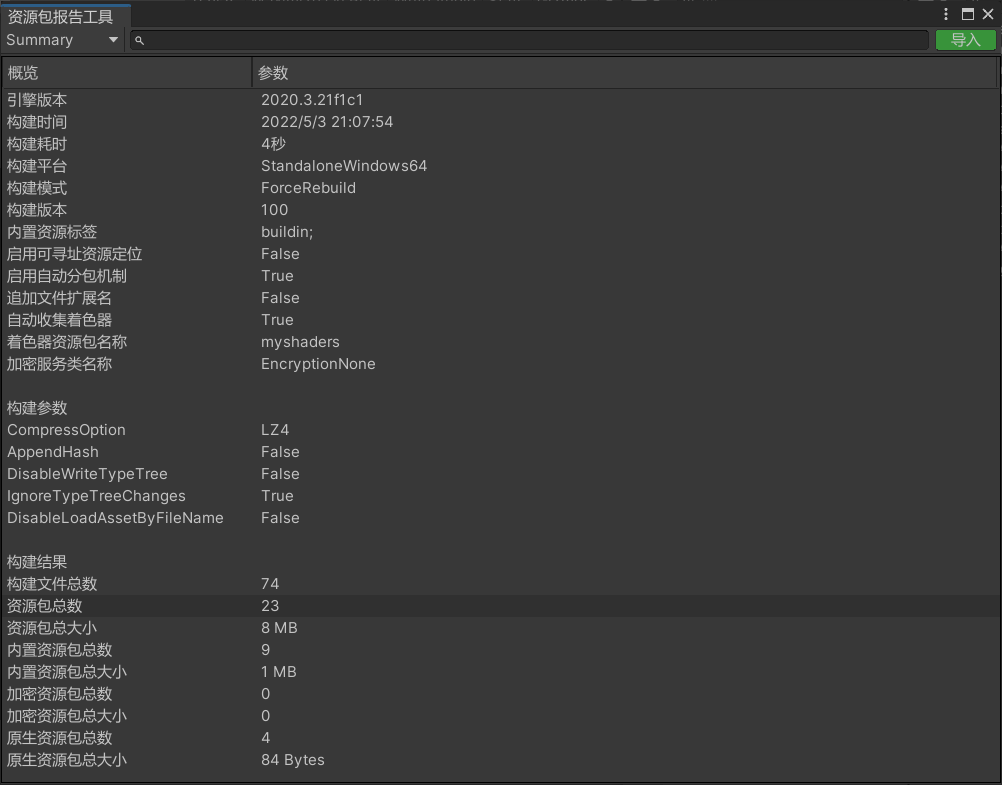 资源包报告工具
Summary
导入
概览 参数
引擎版本 2020.3.21f1c1
构建时间 2022/5/3 21:07:54
构建耗时 4秒
构建平台 StandaloneWindows64
构建模式 ForceRebuild
构建版本 100
内置资源标签 buildin;
启用可寻址资源定位 False
启用自动分包机制 True
追加文件扩展名 False
自动收集着色器 True
着色器资源包名称 myshaders
加密服务类名称 EncryptionNone
构建参数
CompressOption LZ4
AppendHash False
DisableWriteTypeTree False
IgnoreTypeTreeChanges True
DisableLoadAssetByFileName False
构建结果
构建文件总数 74
资源包总数 23
资源包总大小 8 MB
内置资源包总数 9
内置资源包总大小 1 MB
加密资源包总数 0
加密资源包总大小 0
原生资源包总数 4
原生资源包总大小 84 Bytes